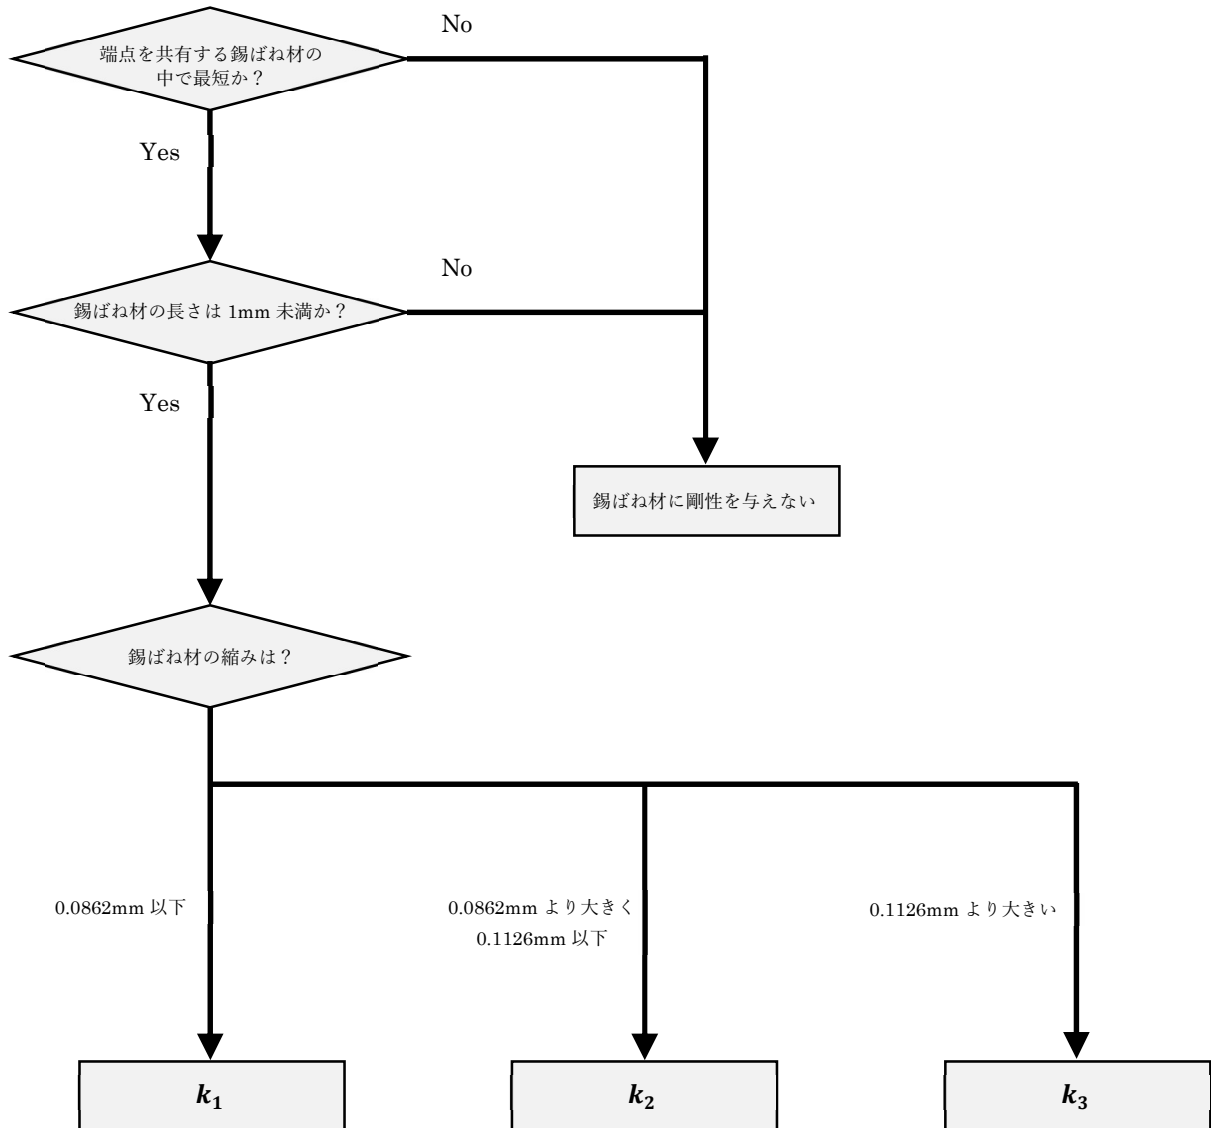 No
端点を共有する錫ばね材の
中で最短か？
Yes
No
錫ばね材の長さは 1mm 未満か？
Yes
錫ばね材に剛性を与えない
錫ばね材の縮みは？
0.0862mm 以下
0.0862mm より大きく
0.1126mm 以下
0.1126mm より大きい
k₁
k₂
k₃